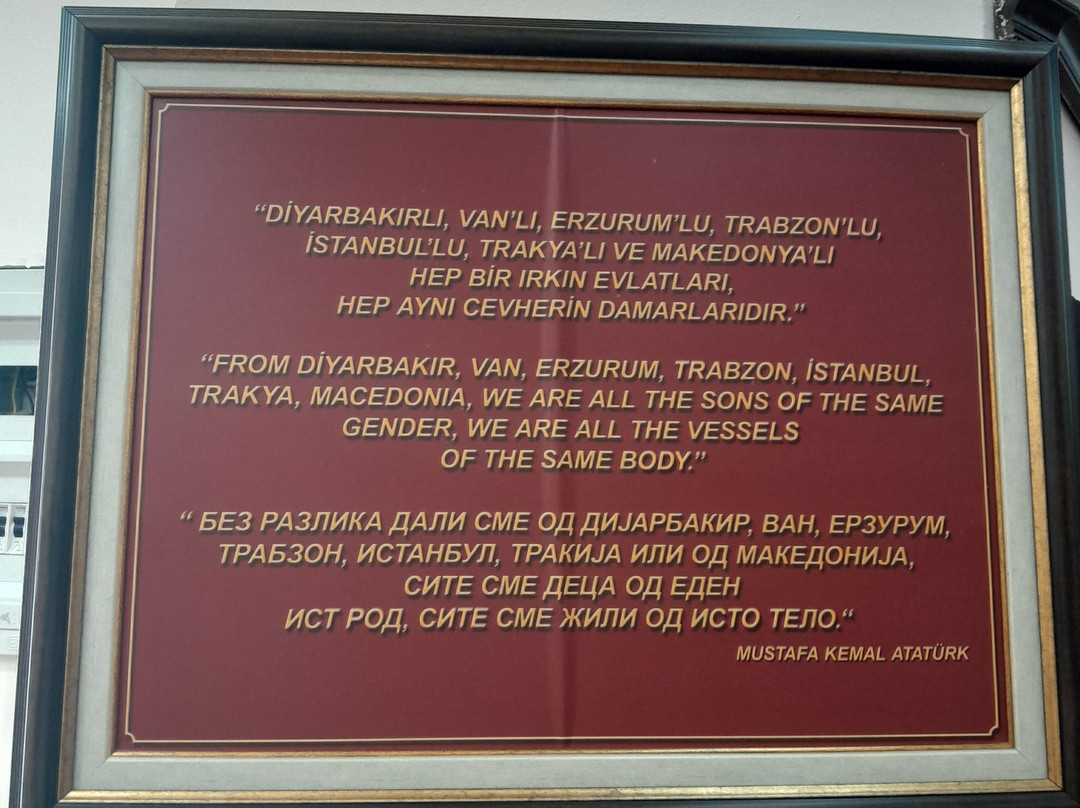 “DİYARBAKIRLI, VAN’LI, ERZURUM’LU, TRABZON’LU,
İSTANBUL’LU, TRAKYA’LI VE MAKEDONYA’LI
HEP BİR IRKIN EVLATLARI,
HEP AYNI CEVHERİN DAMARLARIDIR.”
“FROM DİYARBAKIR, VAN, ERZURUM, TRABZON, İSTANBUL,
TRAKYA, MACEDONIA, WE ARE ALL THE SONS OF THE SAME
GENDER, WE ARE ALL THE VESSELS
OF THE SAME BODY.”
“ БЕЗ РАЗЛИКА ДАЛИ СМЕ ОД ДИЈАРБАКИР, ВАН, ЕРЗУРУМ,
ТРАБЗОН, ИСТАНБУЛ, ТРАКИЈА ИЛИ ОД МАКЕДОНИЈА,
СИТЕ СМЕ ДЕЦА ОД ЕДЕН
ИСТ РОД, СИТЕ СМЕ ЖИЛИ ОД ИСТО ТЕЛО.“
MUSTAFA KEMAL ATATÜRK